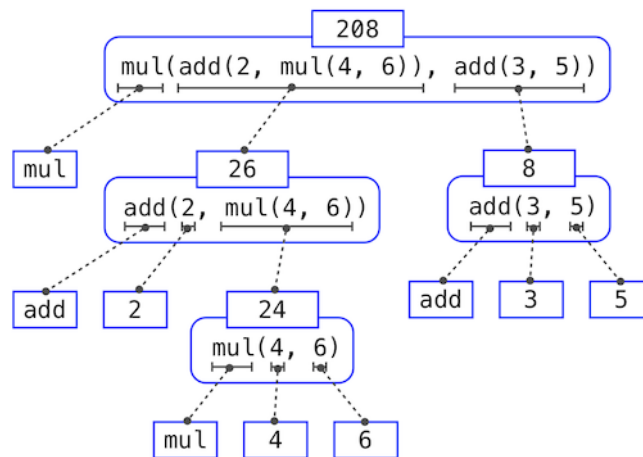 208
mul(add(2, mul(4, 6)), add(3, 5))
mul
26
8
add(2, mul(4, 6))
add(3, 5)
add
2
24
add
3
5
mul(4, 6)
mul
4
6